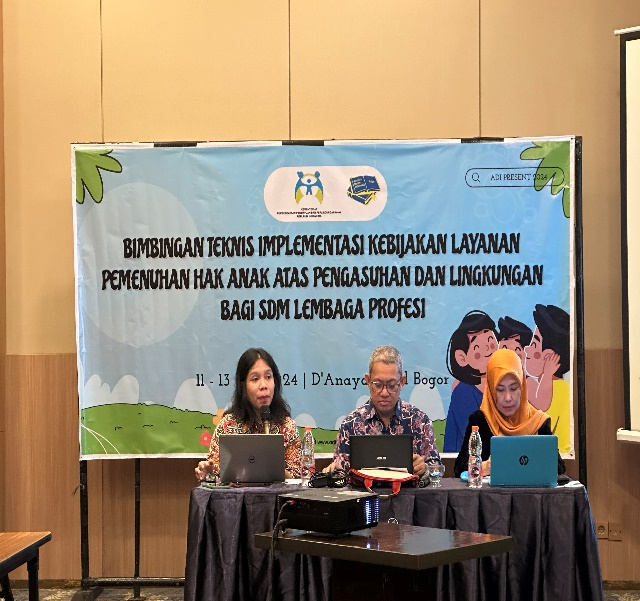 ADI PRESENT 2024
BIMBINGAN TEKNIS IMPLEMENTASI KEBIJAKAN LAYANAN
PEMENUHAN HAK ANAK ATAS PENGASUHAN DAN LINGKUNGAN
BAGI SDM LEMBAGA PROFESI
11 - 13 24 | D'Anaya l Bogor
hp